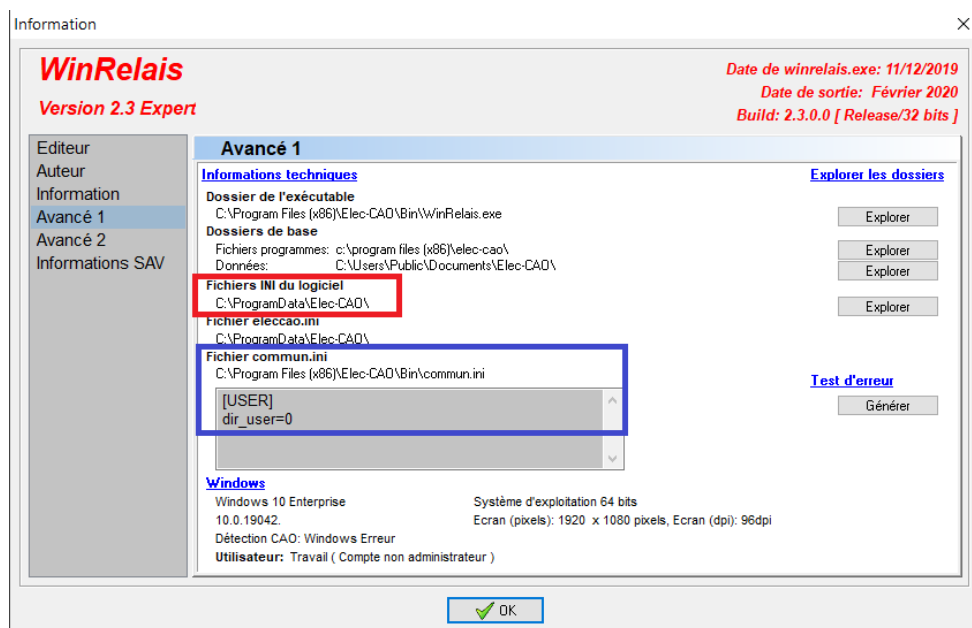 Information
WinRelais
Version 2.3 Expert
Date de winrelais.exe: 11/12/2019
Date de sortie: Février 2020
Build: 2.3.0.0 [ Release/32 bits ]
Editeur
Auteur
Information
Avancé 1
Avancé 2
Informations SAV
Avancé 1
Informations techniques
Explorer les dossiers
Dossier de l'exécutable
C:\Program Files (x86)\Elec-CAO\Bin\WinRelais.exe
Explorer
Dossiers de base
Fichiers programmes: c:\program files (x86)\elec-cao\
Explorer
Données: C:\Users\Public\Documents\Elec-CAO\
Explorer
Fichiers INI du logiciel
C:\ProgramData\Elec-CAO\
Explorer
Fichier eleccao.ini
C:\ProgramData\Elec-CAO\
Fichier commun.ini
C:\Program Files (x86)\Elec-CAO\Bin\commun.ini
[USER]
dir_user=0
Test d'erreur
Générer
Windows
Windows 10 Enterprise
Système d'exploitation 64 bits
10.0.19042.
Ecran (pixels): 1920 x 1080 pixels, Ecran (dpi): 96dpi
Détection CAO: Windows Erreur
Utilisateur: Travail ( Compte non administrateur )
OK